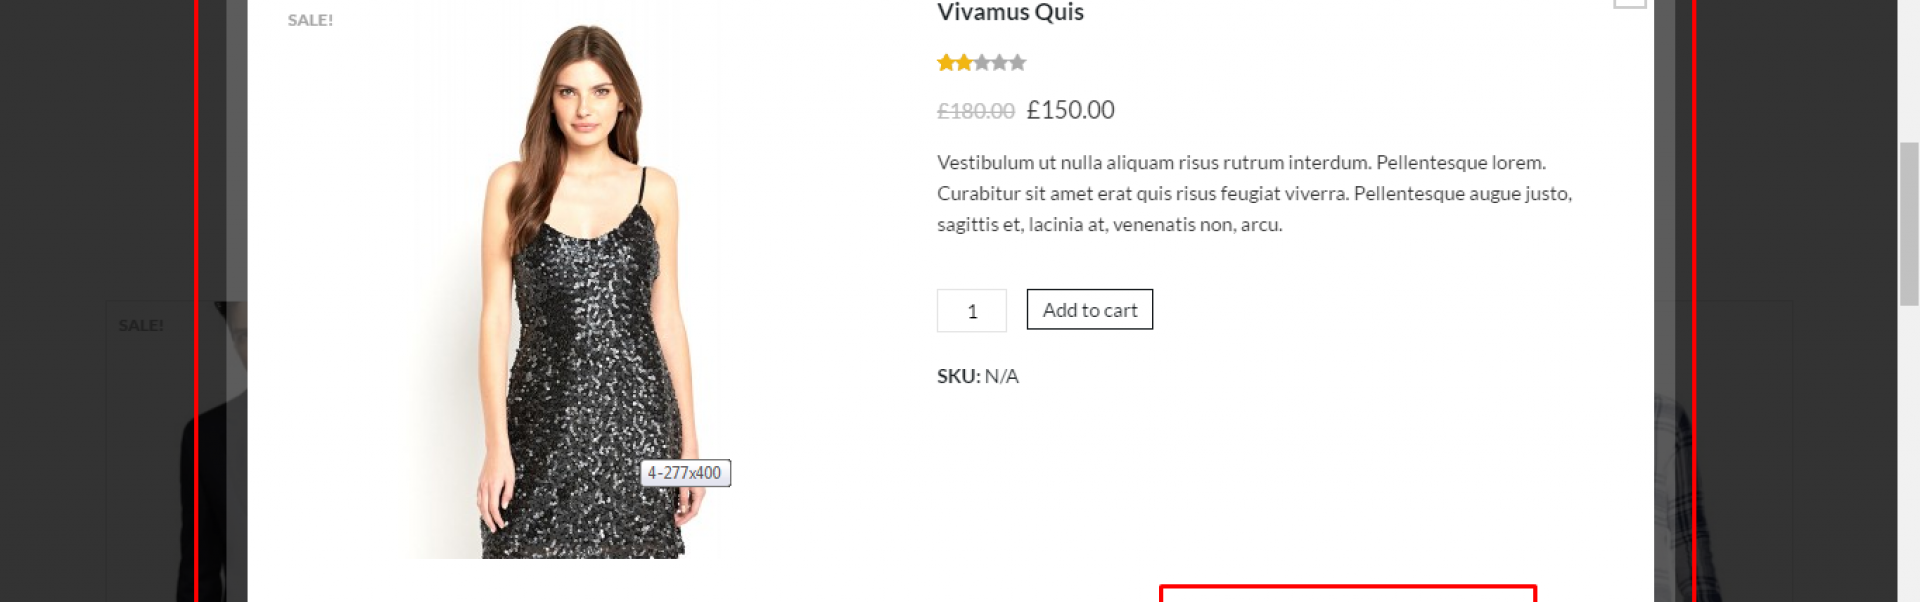 SALE!
Vivamus Quis
£180.00 £150.00
Vestibulum ut nulla aliquam risus rutrum interdum. Pellentesque lorem.
Curabitur sit amet erat quis risus feugiat viverra. Pellentesque augue justo,
sagittis et, lacinia at, venenatis non, arcu.
1 Add to cart
SKU: N/A
SALE!
4-277x400